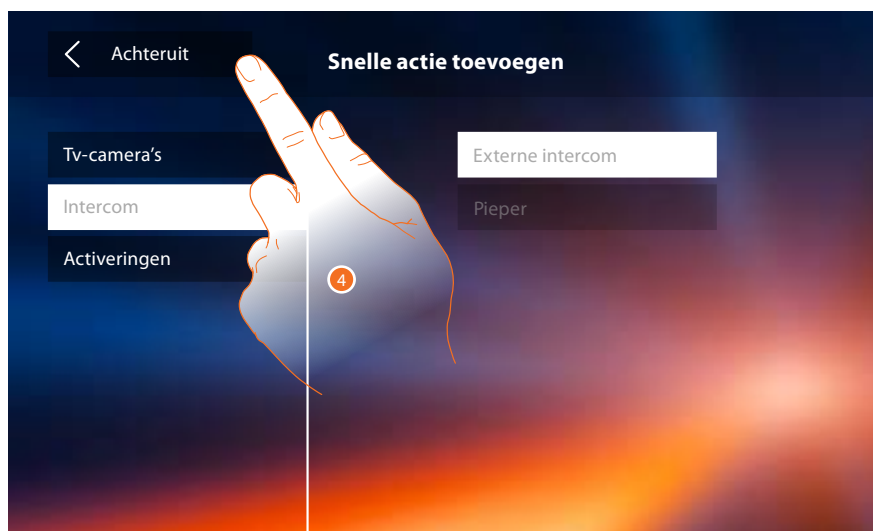 Achteruit
Snelle actie toevoegen
Tv-camera's
Intercom
Activeringen
Externe intercom
Pieper
4